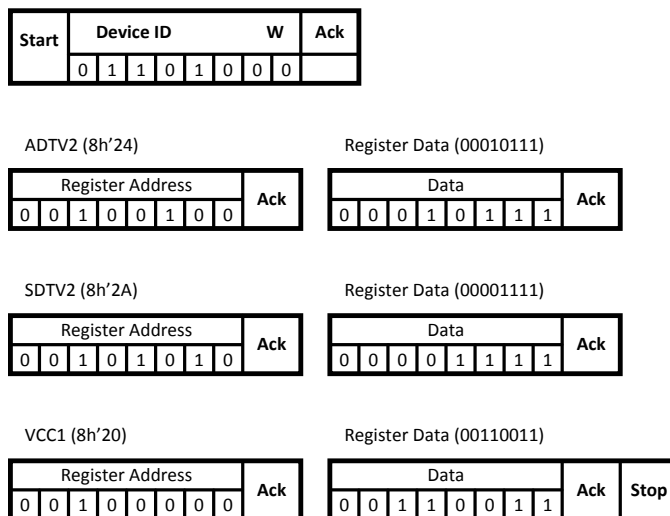 Start Device ID W Ack
0 1 1 0 1 0 0 0
ADTV2 (8h’24) Register Data (00010111)
Register Address Ack Data Ack
0 0 1 0 0 1 0 0 0 0 0 1 0 1 1 1
SDTV2 (8h’2A) Register Data (00001111)
Register Address Ack Data Ack
0 0 1 0 1 0 1 0 0 0 0 0 1 1 1 1
VCC1 (8h’20) Register Data (00110011)
Register Address Ack Data Ack Stop
0 0 1 0 0 0 0 0 0 0 1 1 0 0 1 1